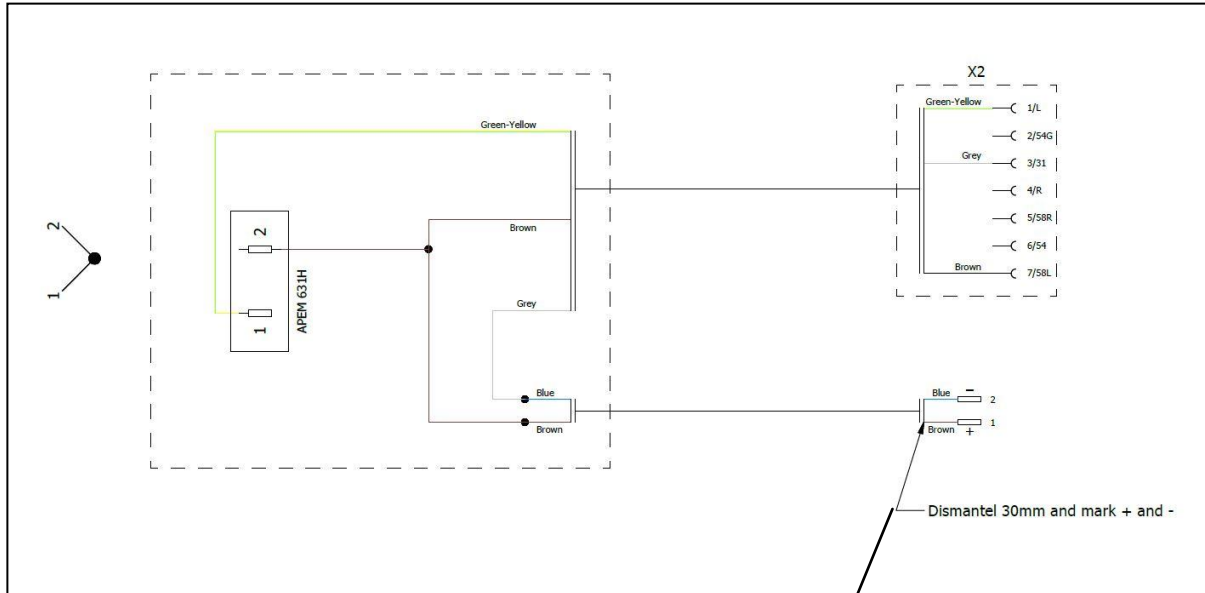 X2
Green-Yellow
Green-Yellow
1/L
2/54G
Grey
3/31
4/R
Brown
5/58R
6/54
Brown
7/58L
2
1
2
1
APEM 631H
Grey
Blue
Brown
Blue
-
2
Brown
+
1
Dismantel 30mm and mark + and -